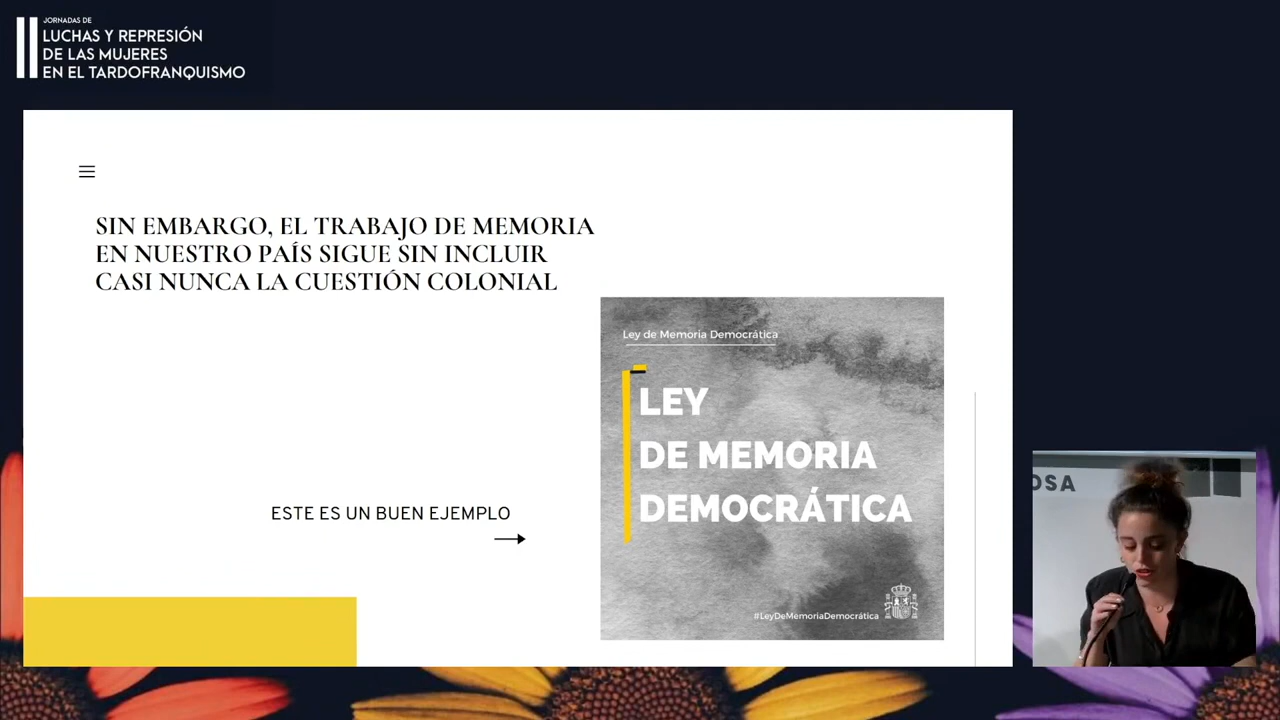 JORNADAS DE
LUCHAS Y REPRESIÓN
DE LAS MUJERES
EN EL TARDOFRANQUISMO
SIN EMBARGO, EL TRABAJO DE MEMORIA
EN NUESTRO PAÍS SIGUE SIN INCLUIR
CASI NUNCA LA CUESTIÓN COLONIAL
Ley de Memoria Democrática
LEY
DE MEMORIA
DEMOCRÁTICA
#LeyDeMemoriaDemocrática
ESTE ES UN BUEN EJEMPLO
OSA